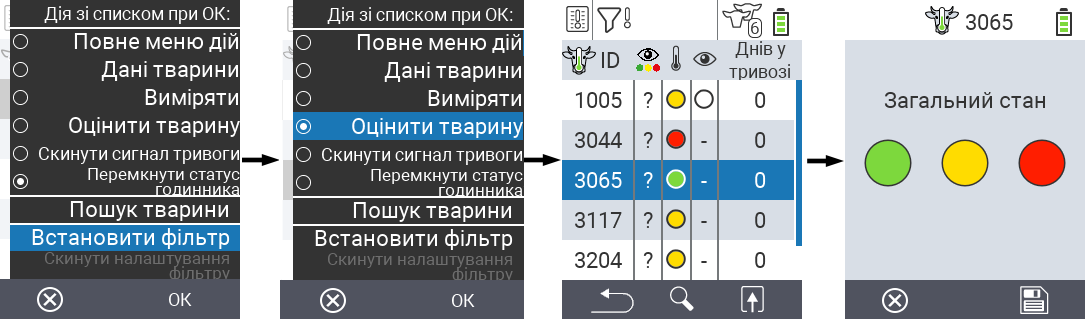 Дія зі списком при ОК:
Повне меню дій
Дані тварини
Виміряти
Оцінити тварину
Скинути сигнал тривоги
Перемкнути статус
годинника
Пошук тварини
Встановити фільтр
Скинути налаштування
фільтру
ОК
Дія зі списком при ОК:
Повне меню дій
Дані тварини
Виміряти
Оцінити тварину
Скинути сигнал тривоги
Перемкнути статус
годинника
Пошук тварини
Встановити фільтр
Скинути налаштування
фільтру
ОК
6
ID Днів у
тривозі
1005 ? 0
3044 ? - 0
3065 ? - 0
3117 ? - 0
3204 ? - 0
3065
Загальний стан